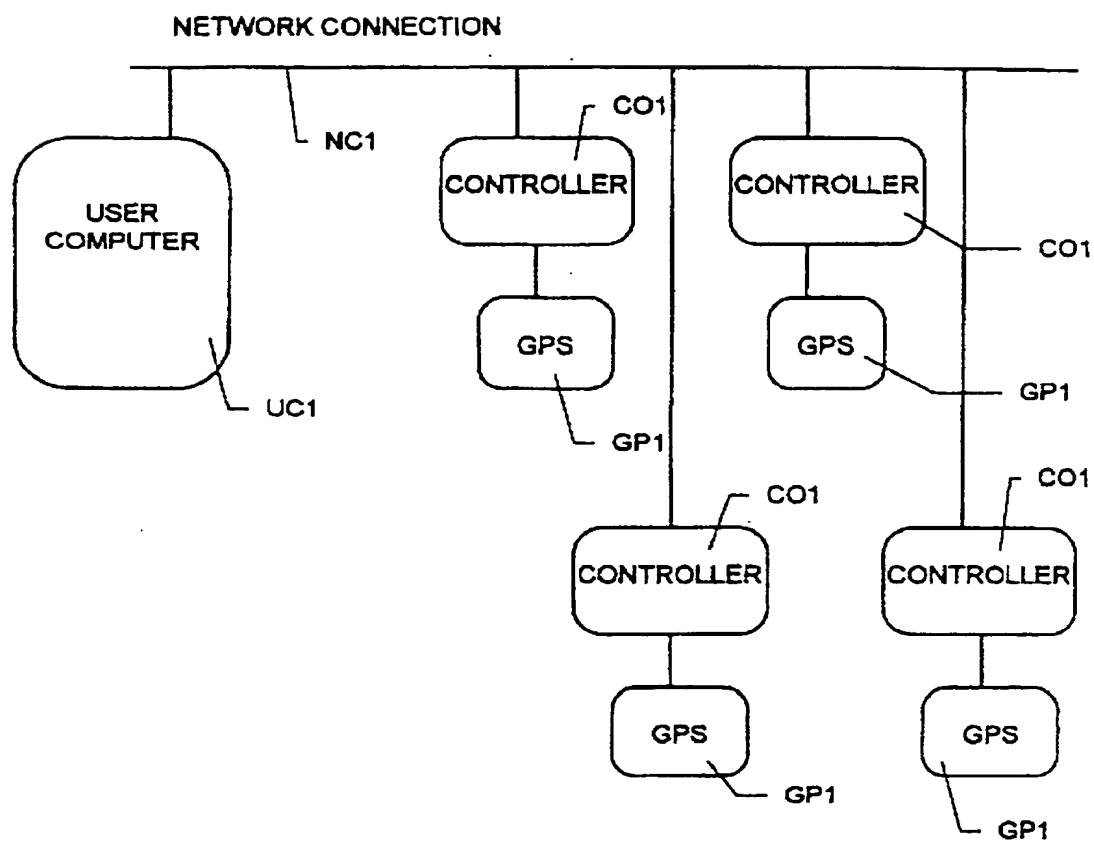 NETWORK CONNECTION
NC1
CO1
USER
COMPUTER
CONTROLLER
CONTROLLER
CO1
GPS
GPS
UC1
GP1
GP1
CO1
CO1
CONTROLLER
CONTROLLER
GPS
GPS
GP1
GP1